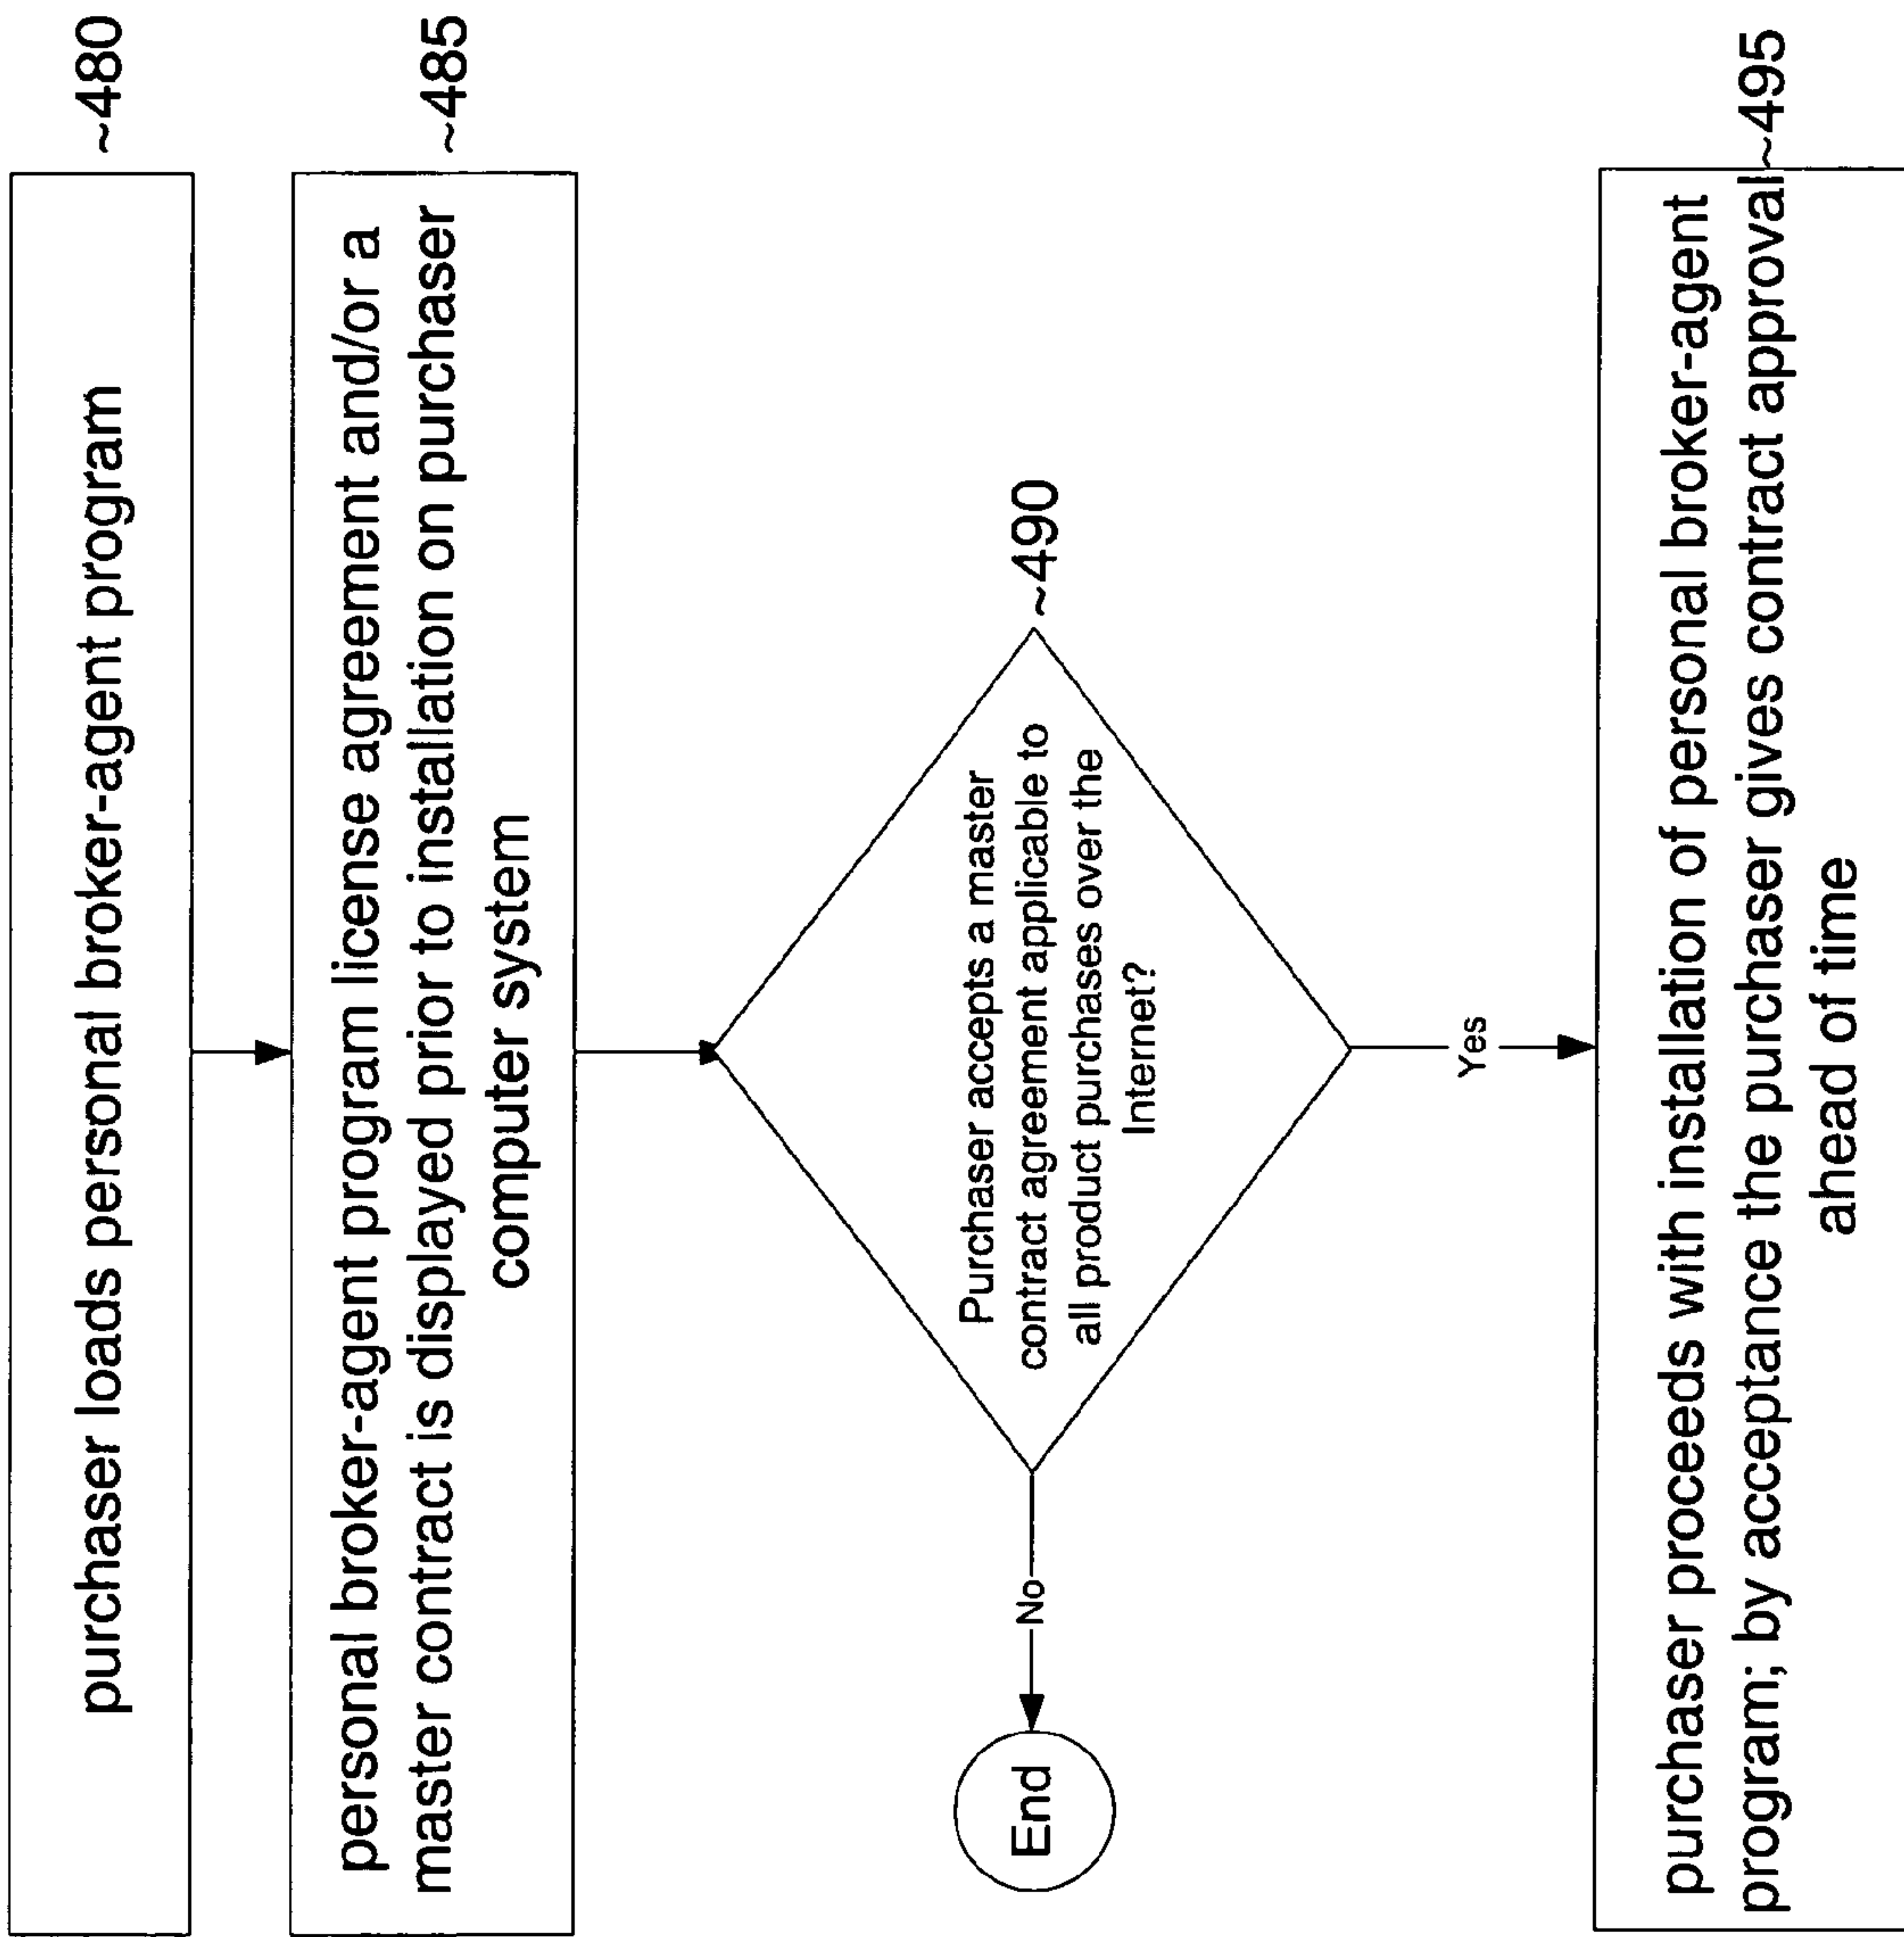 purchaser loads personal broker-agent program
~480
personal broker-agent program license agreement and/or a
master contract is displayed prior to installation on purchaser
computer system
~485
Purchaser accepts a master
contract agreement applicable to
all product purchases over the
Internet?
~490
No
End
Yes
purchaser proceeds with installation of personal broker-agent
program; by acceptance the purchaser gives contract approval
ahead of time
~495